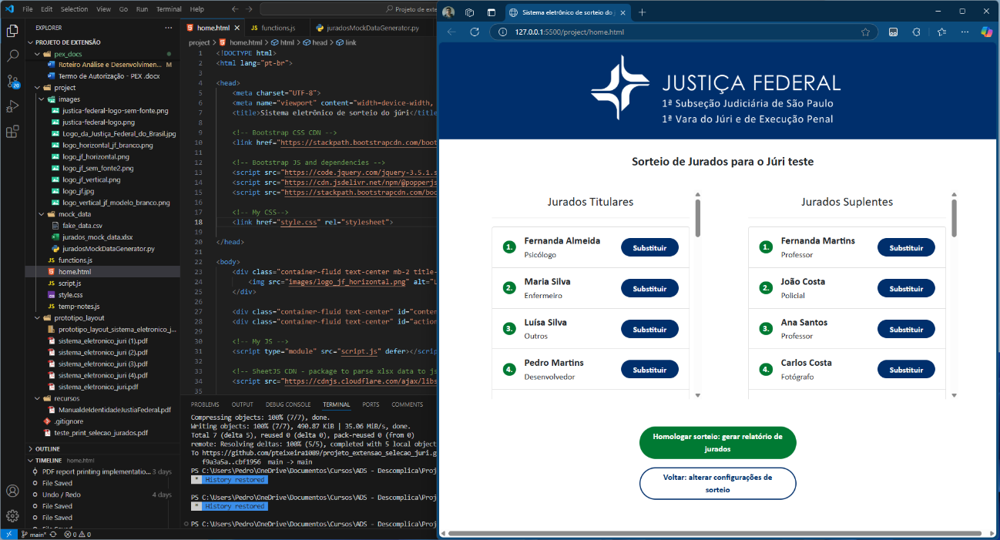 File Edit Selection View Go Run Terminal Help
Projeto de exte
EXPLORER
PROJETO DE EXTENSÃO
pex_docs
Roteiro Análise e Desenvolvimen... M
Termo de Autorização - PEX .docx
project
images
justica-federal-logo-sem-fonte.png
justica-federal-logo.png
Logo_da_Justiça_Federal_do_Brasil.jpg
logo_horizontal_jf_branco.png
logo_jf_horizontal.png
logo_jf_sem_fonte2.png
logo_jf_vertical.png
logo_jf.jpg
logo_vertical_jf_modelo_branco.png
mock_data
fake_data.csv
jurados_mock_data.xlsx
juradosMockDataGenerator.py
JS functions.js
home.html
JS script.js
style.css
JS temp-notes.js
prototipo_layout
prototipo_layout_sistema_eletronico_j...
sistema_eletronico_juri (1).pdf
sistema_eletronico_juri (2).pdf
sistema_eletronico_juri (3).pdf
sistema_eletronico_juri (4).pdf
sistema_eletronico_juri.pdf
recursos
ManualdeIdentidadeJustiaFederal.pdf
.gitignore
teste_print_selecao_jurados.pdf
OUTLINE
TIMELINE home.html
PDF report printing implementatio... 3 days
File Saved
Undo / Redo 4 days
File Saved
File Saved
20
main* 0 0
home.html JS functions.js juradosMockDataGenerator.py
project > home.html > html > head > link
1 <!DOCTYPE html>
2 <html lang="pt-br">
3
4 <head>
5 <meta charset="UTF-8">
6 <meta name="viewport" content="width=device-width,
7 <title>Sistema eletrônico de sorteio do júri</title
8
9 <!-- Bootstrap CSS CDN -->
10 <link href="https://stackpath.bootstrapcdn.com/boot
11
12 <!-- Bootstrap JS and dependencies -->
13 <script src="https://code.jquery.com/jquery-3.5.1.s
14 <script src="https://cdn.jsdelivr.net/npm/@popperjs
15 <script src="https://stackpath.bootstrapcdn.com/boo
16
17 <!-- My CSS-->
18 <link href="style.css" rel="stylesheet">
19
20 </head>
21
22 <body>
23 <div class="container-fluid text-center mb-2 title-
24 <img src="images/logo_jf_horizontal.png" alt="L
25 </div>
26
27 <div class="container-fluid text-center" id="conten
28 <div class="container-fluid text-center" id="action
29
30 <!-- My JS -->
31 <script type="module" src="script.js" defer></scrip
32
33 <!-- SheetJS CDN - package to parse xlsx data to js
34 <script src="https://cdnjs.cloudflare.com/ajax/libs
35
PROBLEMS OUTPUT DEBUG CONSOLE TERMINAL PORTS COMMENTS
Compressing objects: 100% (7/7), done.
Writing objects: 100% (7/7), 490.87 KiB | 35.06 MiB/s, done.
Total 7 (delta 5), reused 0 (delta 0), pack-reused 0 (from 0)
remote: Resolving deltas: 100% (5/5), completed with 5 local object
To https://github.com/pteixeira1089/projeto_extensao_selecao_juri.g
f9a3a5a..cbf1956 main -> main
PS C:\Users\Pedro\OneDrive\Documentos\Cursos\ADS - Descomplica\Proj
* History restored
PS C:\Users\Pedro\OneDrive\Documentos\Cursos\ADS - Descomplica\Proj
* History restored
PS C:\Users\Pedro\OneDrive\Documentos\Cursos\ADS - Descomplica\Proj
Sistema eletrônico de sorteio do j
127.0.0.1:5500/project/home.html
JUSTIÇA FEDERAL
1ª Subseção Judiciária de São Paulo
1ª Vara do Júri e de Execução Penal
Sorteio de Jurados para o Júri teste
Jurados Titulares
1. Fernanda Almeida
Psicólogo
Substituir
2. Maria Silva
Enfermeiro
Substituir
3. Luísa Silva
Outros
Substituir
4. Pedro Martins
Desenvolvedor
Substituir
Jurados Suplentes
1. Fernanda Martins
Professor
Substituir
2. João Costa
Policial
Substituir
3. Ana Santos
Professor
Substituir
4. Carlos Costa
Fotógrafo
Substituir
Homologar sorteio: gerar relatório de
jurados
Voltar: alterar configurações de
sorteio